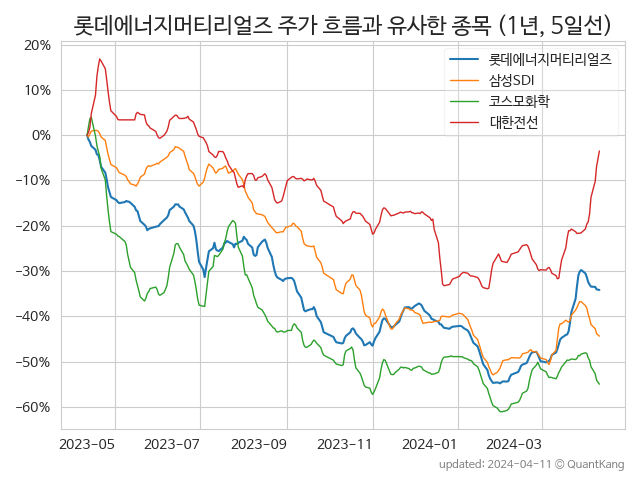 롯데에너지머티리얼즈 주가 흐름과 유사한 종목 (1년, 5일선)
20%
10%
0%
−10%
−20%
−30%
−40%
−50%
−60%
롯데에너지머티리얼즈
삼성SDI
코스모화학
대한전선
2023-05
2023-07
2023-09
2023-11
2024-01
2024-03
updated: 2024-04-11 © QuantKang